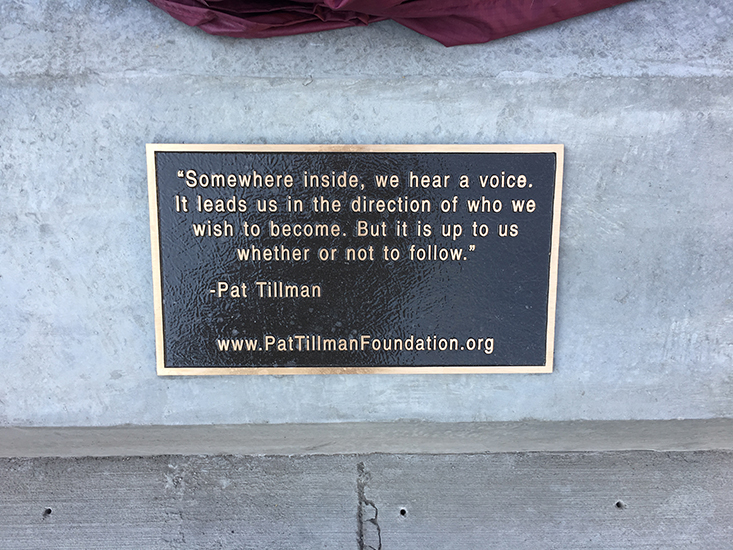 “Somewhere inside, we hear a voice.
It leads us in the direction of who we
wish to become. But it is up to us
whether or not to follow.”
-Pat Tillman
www.PatTillmanFoundation.org